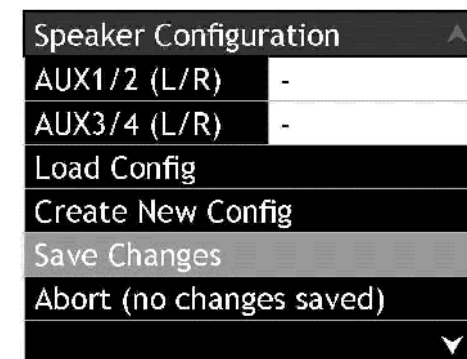 Speaker Configuration
AUX1/2 (L/R) -
AUX3/4 (L/R) -
Load Config
Create New Config
Save Changes
Abort (no changes saved)